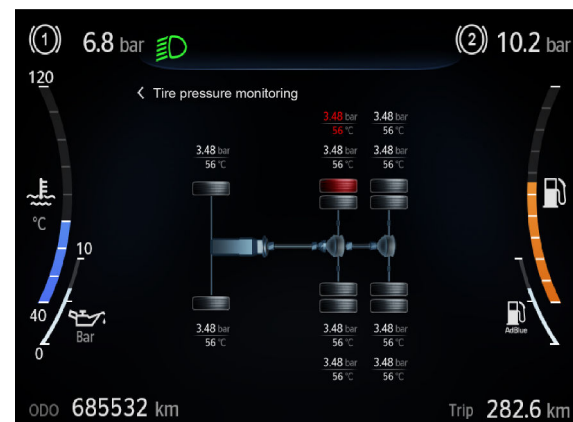 (1) 6.8 bar
(2) 10.2 bar
120
< Tire pressure monitoring
3.48 bar 3.48 bar
56 °C 56 °C
3.48 bar 3.48 bar 3.48 bar
56 °C 56 °C 56 °C
°C
10
40
Bar
0
AdBlue
3.48 bar 3.48 bar 3.48 bar
56 °C 56 °C 56 °C
3.48 bar 3.48 bar
56 °C 56 °C
ODO 685532 km
Trip 282.6 km